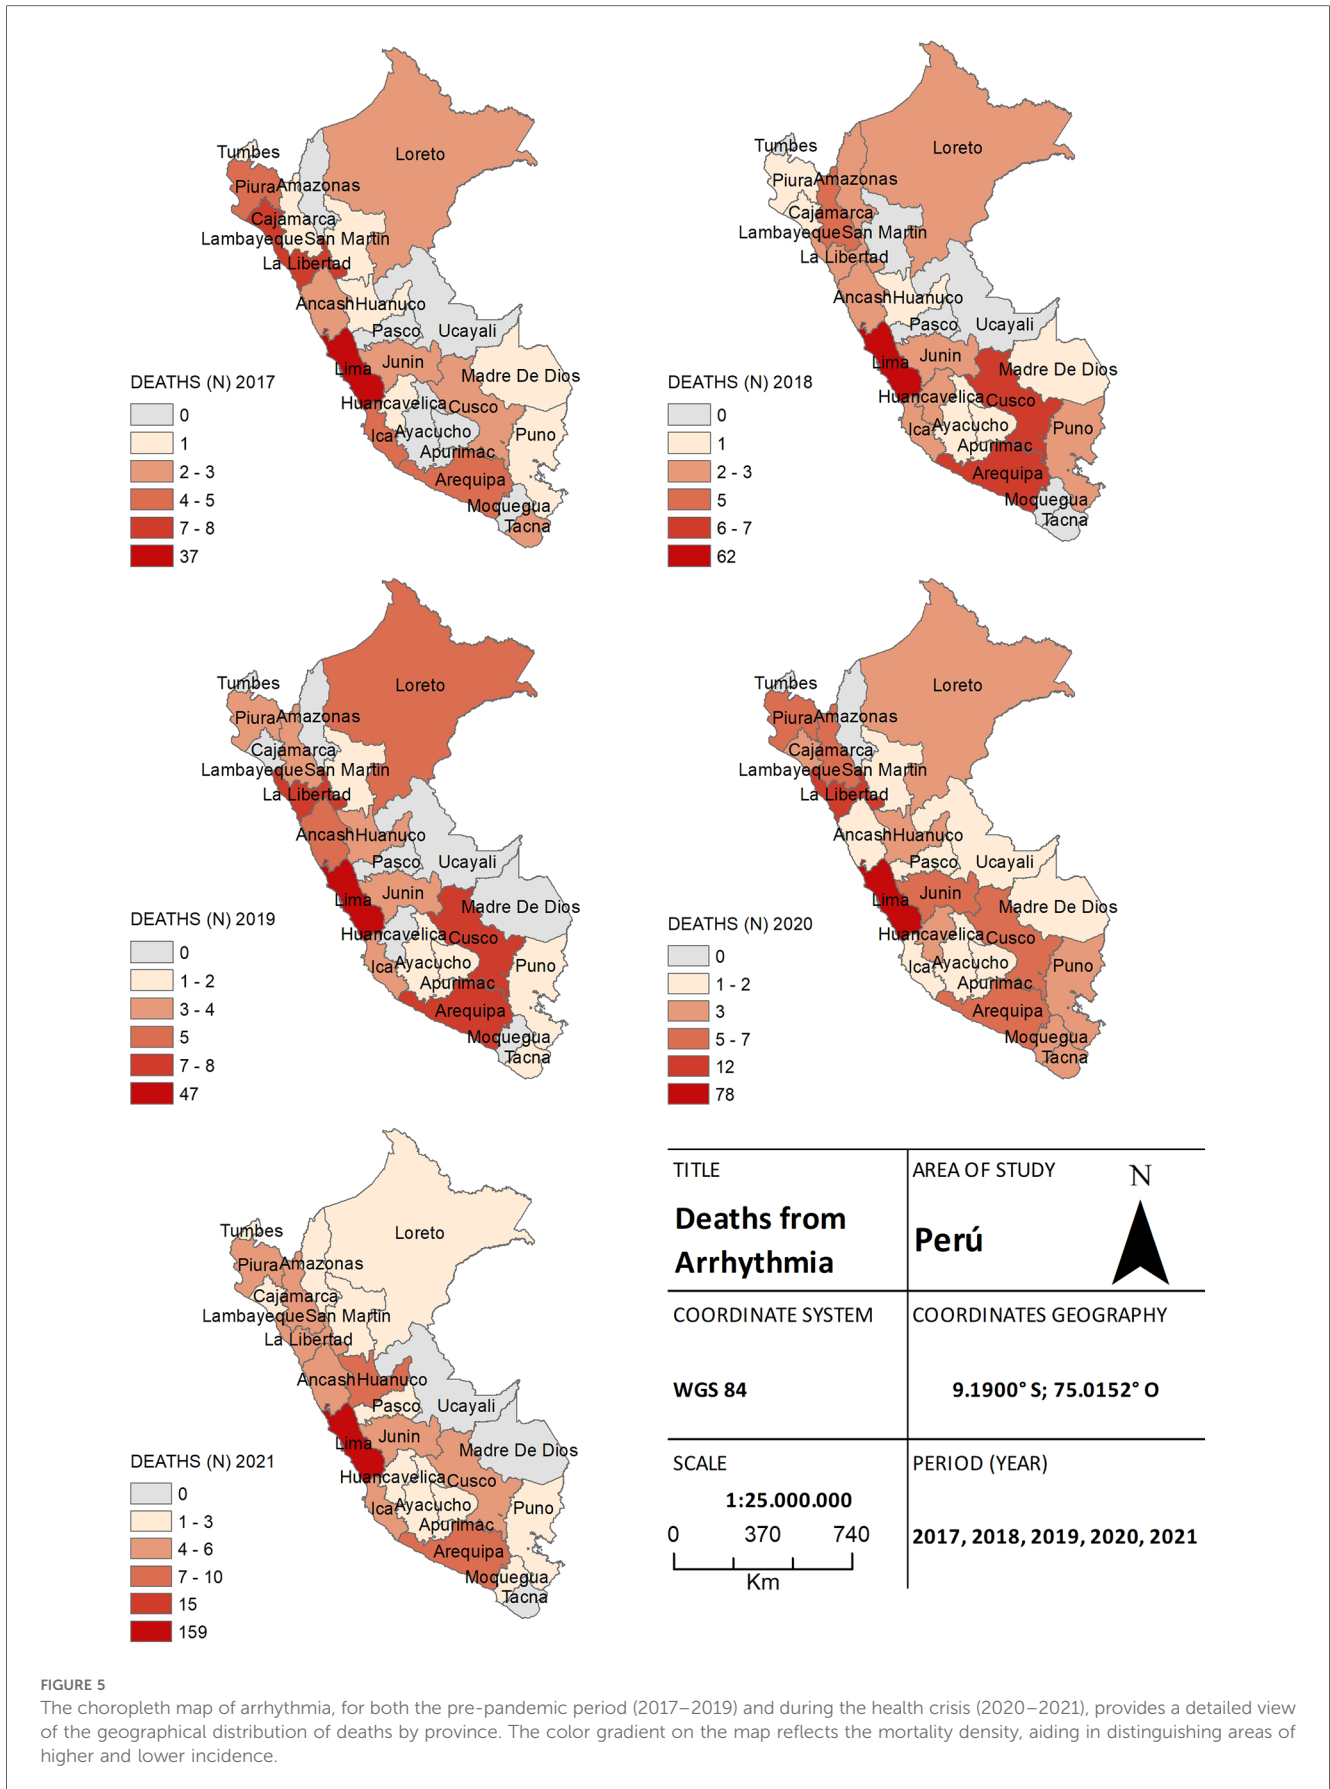 Loreto
Tumbes
Piura
Amazonas
Cajamarca
Lambayeque
San Martin
La Libertad
Ancash
Huanuco
Pasco
Ucayali
Lima
Junin
Madre De Dios
Huancavelica
Cusco
Ica
Ayacucho
Puno
Apurimac
Arequipa
Moquegua
Tacna
DEATHS (N) 2017
0
1
2 - 3
4 - 5
7 - 8
37
Loreto
Tumbes
Piura
Amazonas
Cajamarca
Lambayeque
San Martin
La Libertad
Ancash
Huanuco
Pasco
Ucayali
Lima
Junin
Madre De Dios
Huancavelica
Cusco
Ica
Ayacucho
Puno
Apurimac
Arequipa
Moquegua
Tacna
DEATHS (N) 2018
0
1
2 - 3
5
6 - 7
62
Loreto
Tumbes
Piura
Amazonas
Cajamarca
Lambayeque
San Martin
La Libertad
Ancash
Huanuco
Pasco
Ucayali
Lima
Junin
Madre De Dios
Huancavelica
Cusco
Ica
Ayacucho
Puno
Apurimac
Arequipa
Moquegua
Tacna
DEATHS (N) 2019
0
1 - 2
3 - 4
5
7 - 8
47
Loreto
Tumbes
Piura
Amazonas
Cajamarca
Lambayeque
San Martin
La Libertad
Ancash
Huanuco
Pasco
Ucayali
Lima
Junin
Madre De Dios
Huancavelica
Cusco
Ica
Ayacucho
Puno
Apurimac
Arequipa
Moquegua
Tacna
DEATHS (N) 2020
0
1 - 2
3
5 - 7
12
78
Loreto
Tumbes
Piura
Amazonas
Cajamarca
Lambayeque
San Martin
La Libertad
Ancash
Huanuco
Pasco
Ucayali
Lima
Junin
Madre De Dios
Huancavelica
Cusco
Ica
Ayacucho
Puno
Apurimac
Arequipa
Moquegua
Tacna
DEATHS (N) 2021
0
1 - 3
4 - 6
7 - 10
15
159
TITLE
Deaths from
Arrhythmia
AREA OF STUDY
N
Perú
COORDINATE SYSTEM
WGS 84
COORDINATES GEOGRAPHY
9.1900° S; 75.0152° O
SCALE
1:25.000.000
0 370 740
Km
PERIOD (YEAR)
2017, 2018, 2019, 2020, 2021
FIGURE 5
The choropleth map of arrhythmia, for both the pre-pandemic period (2017–2019) and during the health crisis (2020–2021), provides a detailed view
of the geographical distribution of deaths by province. The color gradient on the map reflects the mortality density, aiding in distinguishing areas of
higher and lower incidence.